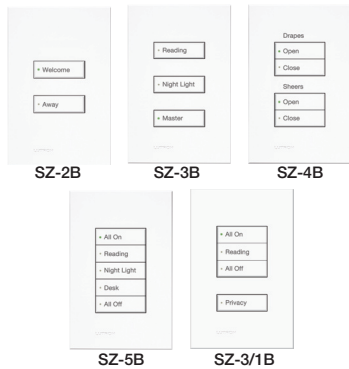 Welcome
Away
SZ-2B
Reading
Night Light
Master
SZ-3B
Drapes
Open
Close
Sheers
Open
Close
SZ-4B
All On
Reading
Night Light
Desk
All Off
SZ-5B
All On
Reading
All Off
Privacy
SZ-3/1B